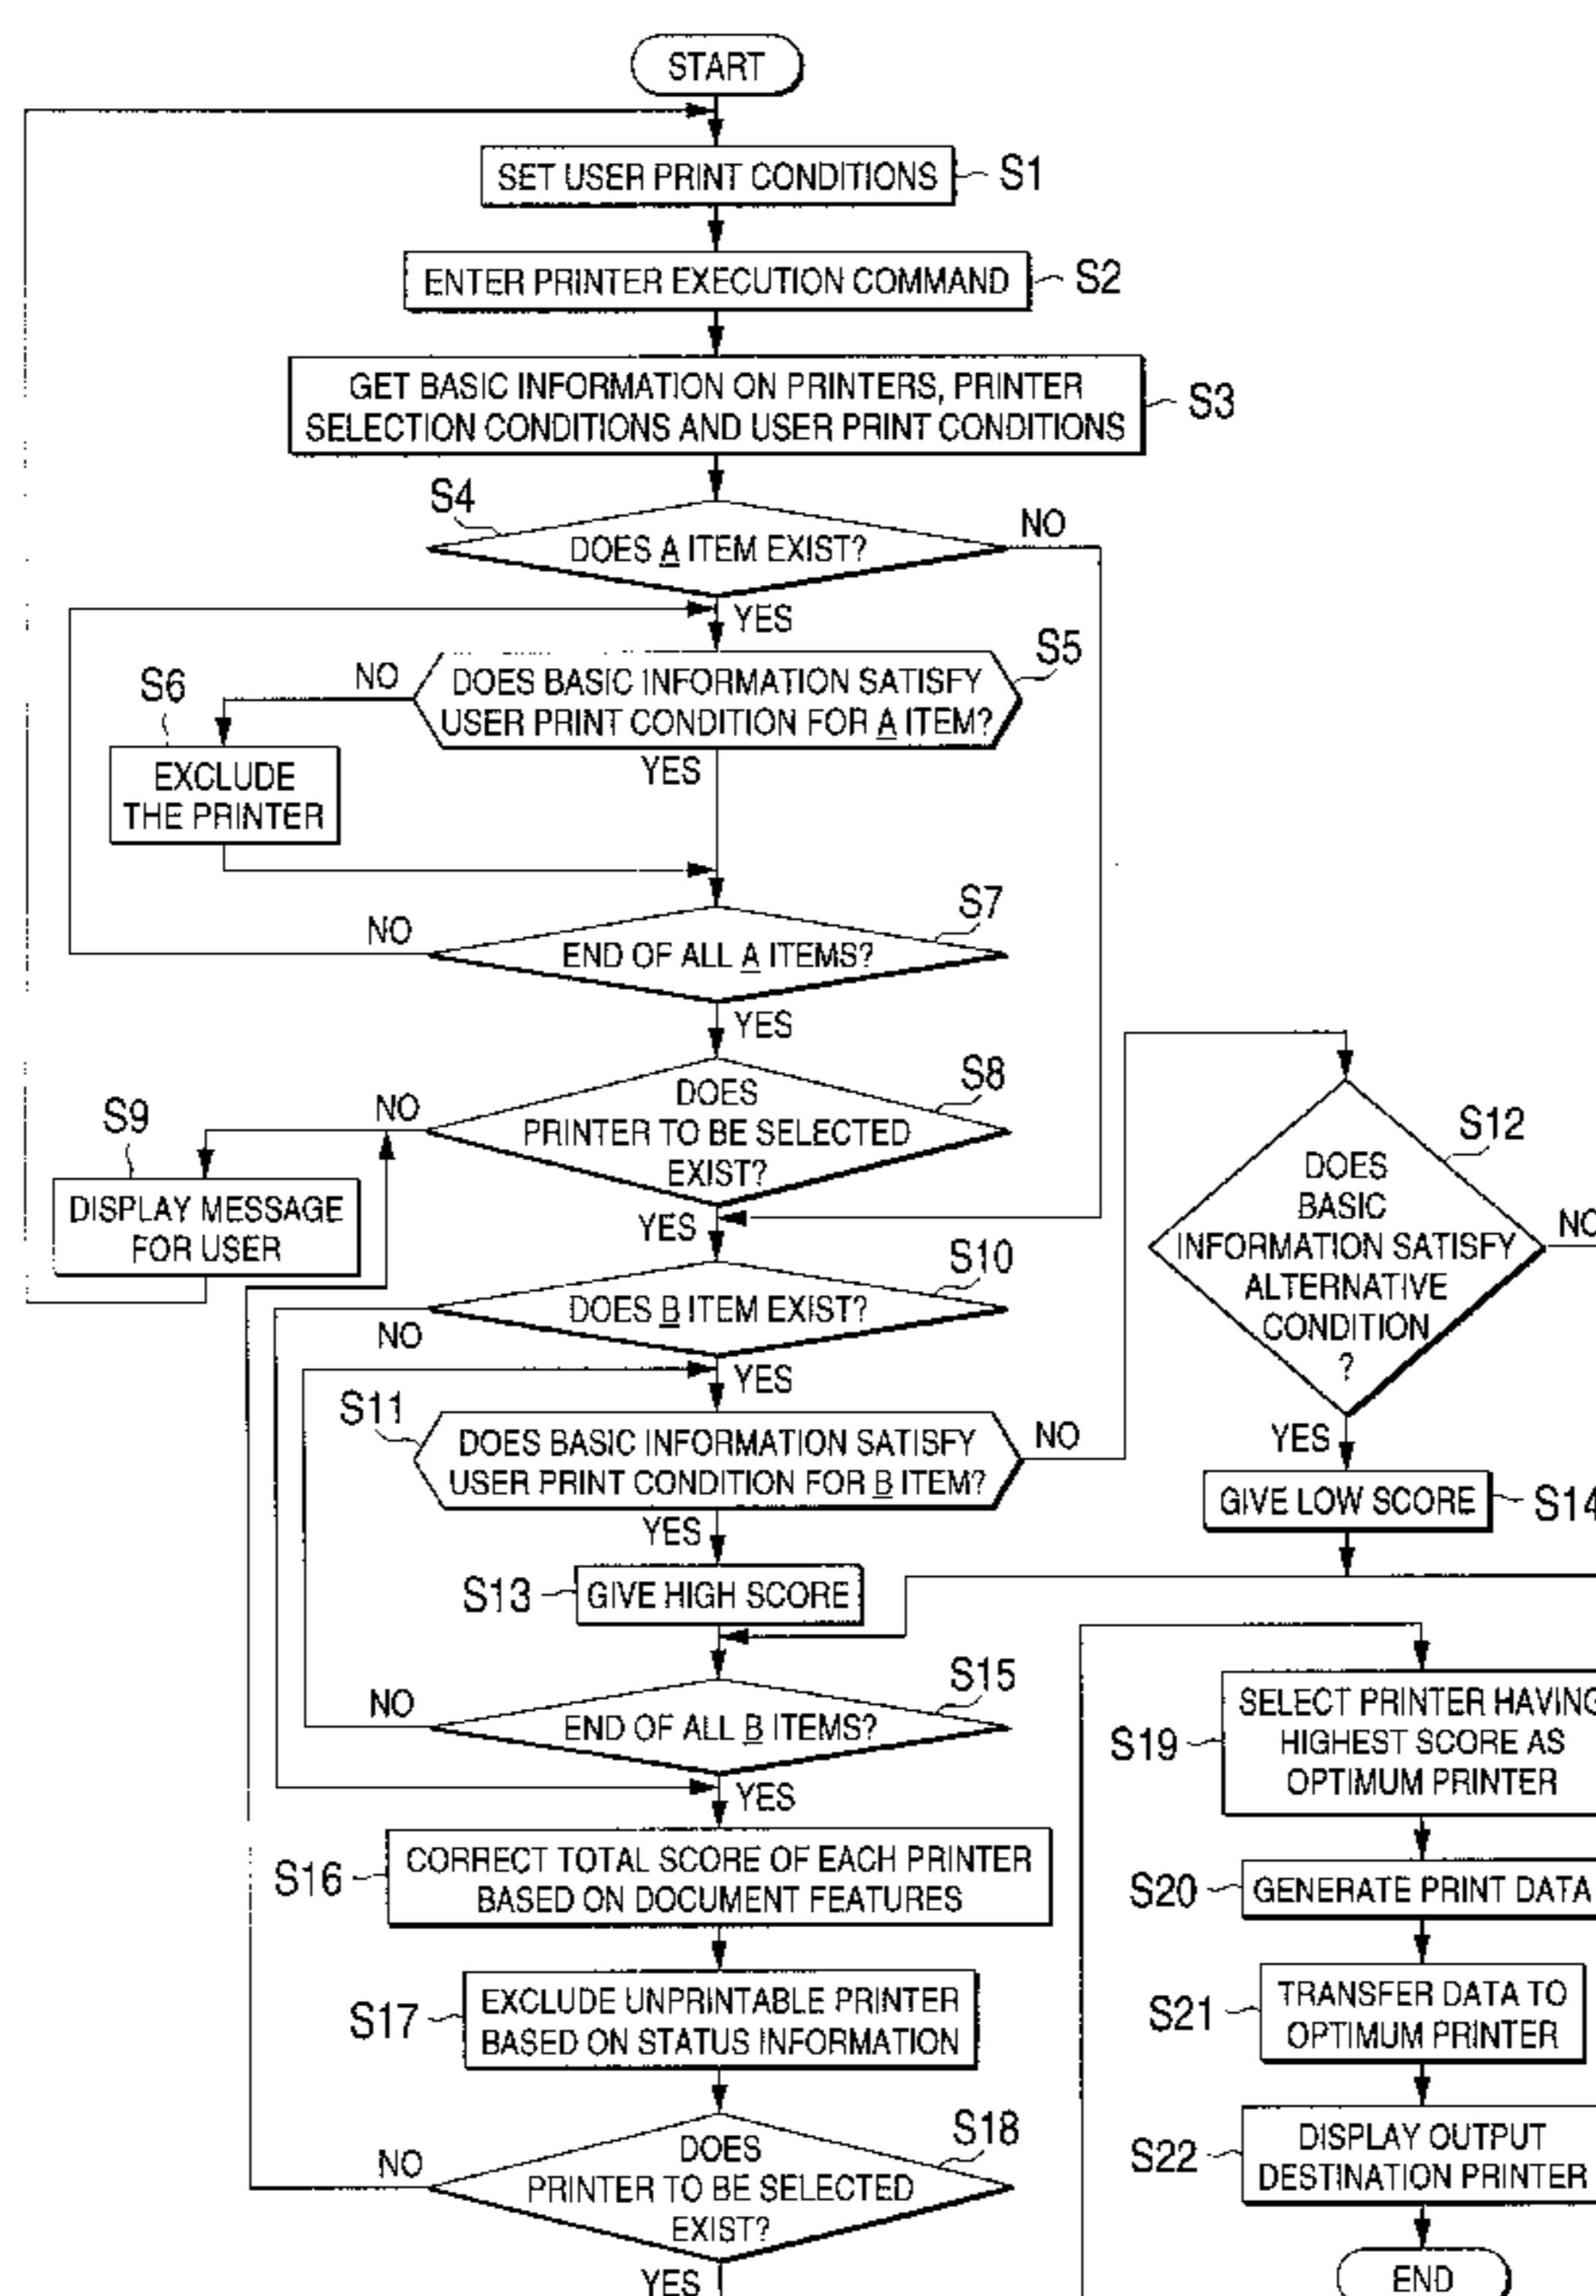 START
SET USER PRINT CONDITIONS
S1
ENTER PRINTER EXECUTION COMMAND
S2
GET BASIC INFORMATION ON PRINTERS, PRINTER
SELECTION CONDITIONS AND USER PRINT CONDITIONS
S3
S4
DOES A ITEM EXIST?
NO
YES
S5
DOES BASIC INFORMATION SATISFY
USER PRINT CONDITION FOR A ITEM?
NO
YES
S6
EXCLUDE
THE PRINTER
S7
END OF ALL A ITEMS?
NO
YES
S8
DOES
PRINTER TO BE SELECTED
EXIST?
NO
YES
S9
DISPLAY MESSAGE
FOR USER
S10
DOES B ITEM EXIST?
NO
YES
S11
DOES BASIC INFORMATION SATISFY
USER PRINT CONDITION FOR B ITEM?
NO
YES
S12
DOES
BASIC
INFORMATION SATISFY
ALTERNATIVE
CONDITION
?
NO
YES
S13
GIVE HIGH SCORE
GIVE LOW SCORE
S14
S15
END OF ALL B ITEMS?
NO
YES
S16
CORRECT TOTAL SCORE OF EACH PRINTER
BASED ON DOCUMENT FEATURES
S17
EXCLUDE UNPRINTABLE PRINTER
BASED ON STATUS INFORMATION
S18
DOES
PRINTER TO BE SELECTED
EXIST?
NO
YES
S19
SELECT PRINTER HAVING
HIGHEST SCORE AS
OPTIMUM PRINTER
S20
GENERATE PRINT DATA
S21
TRANSFER DATA TO
OPTIMUM PRINTER
S22
DISPLAY OUTPUT
DESTINATION PRINTER
END